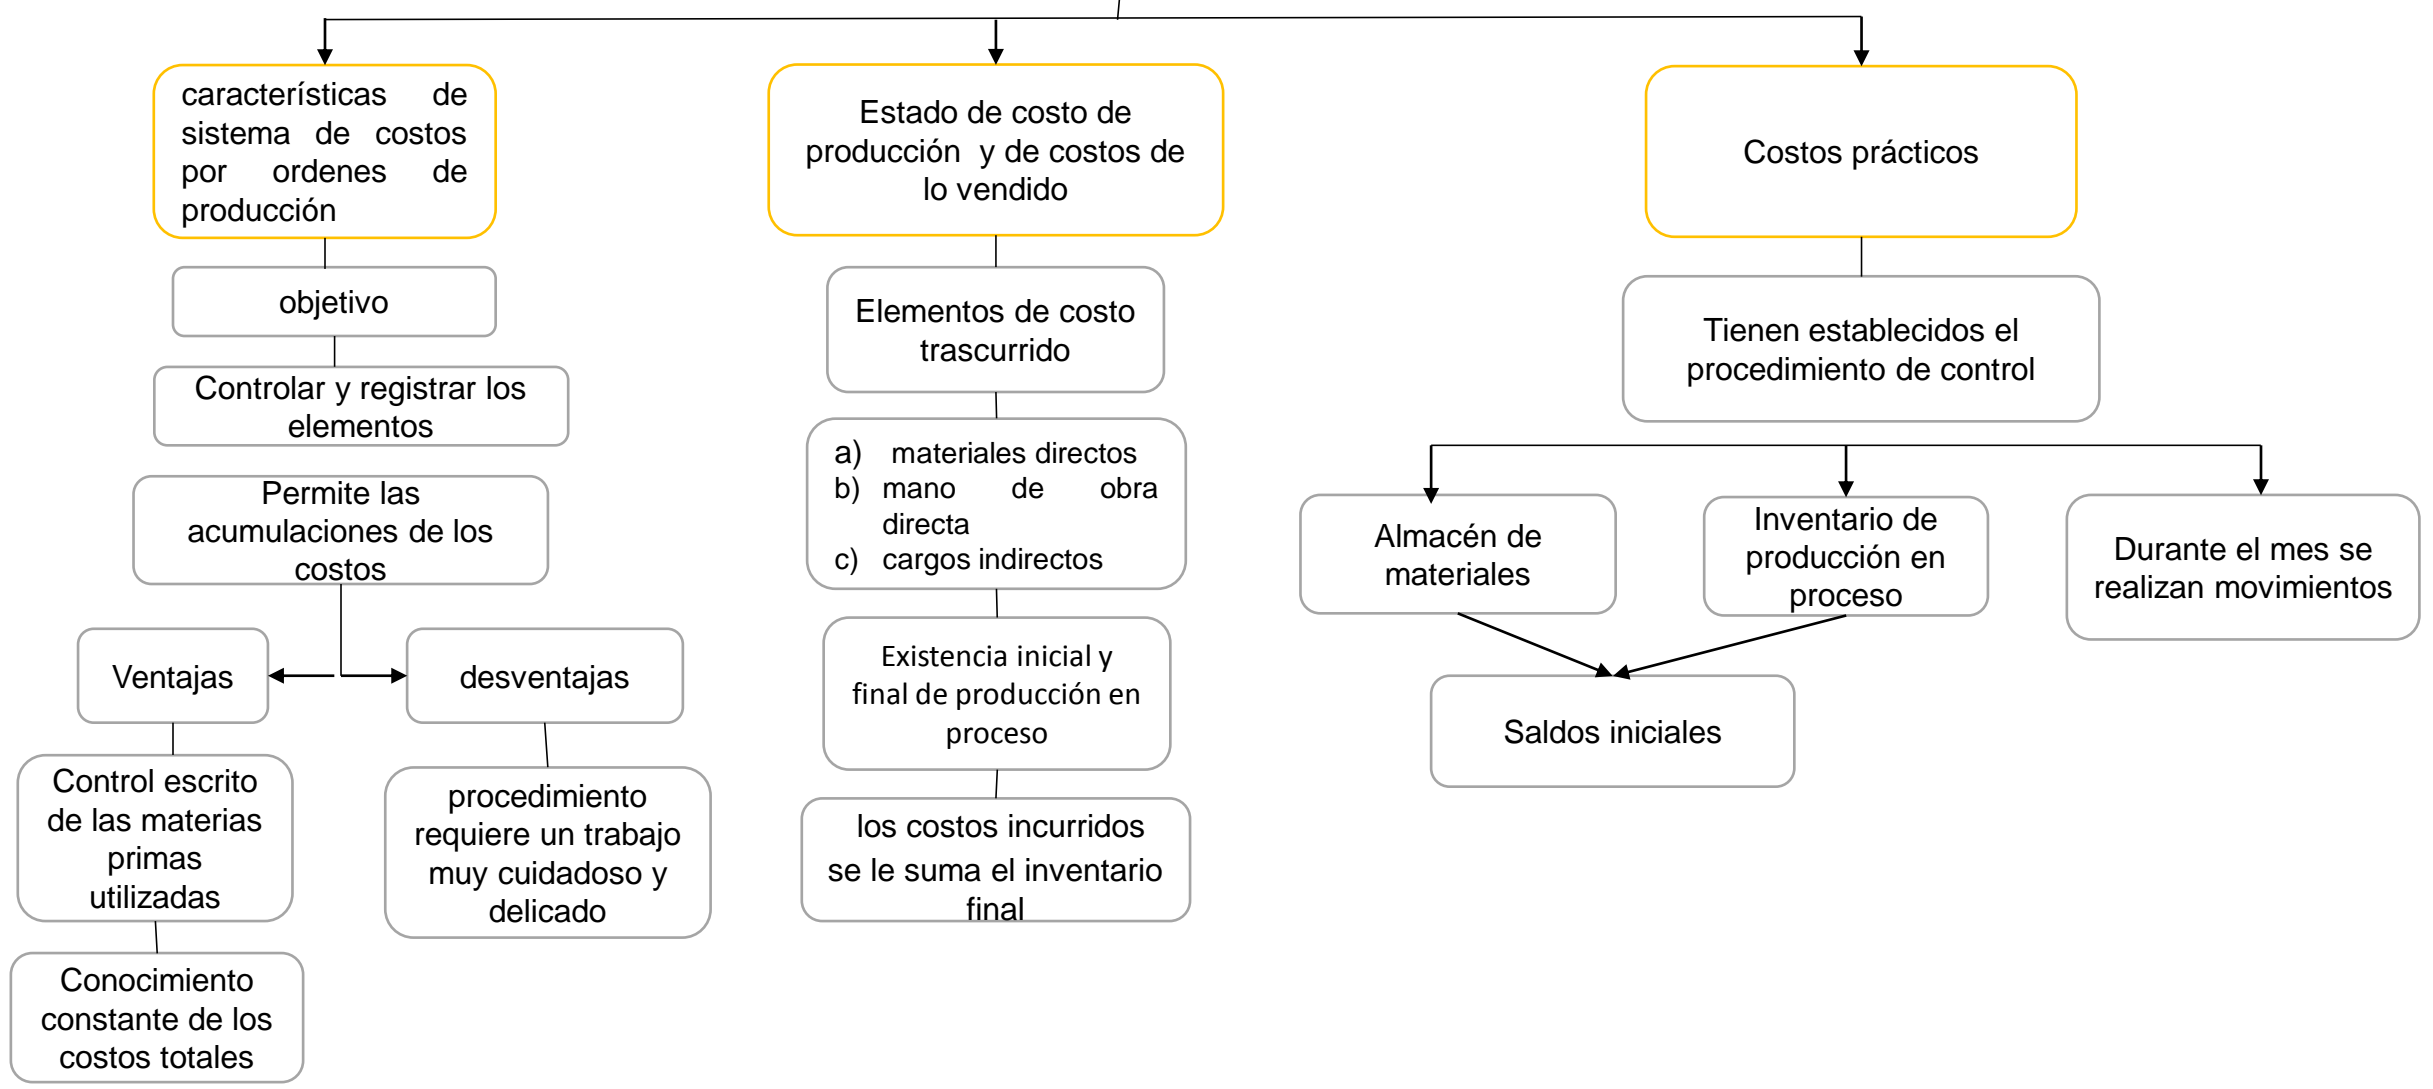 características de
sistema de costos
por ordenes de
producción
objetivo
Controlar y registrar los
elementos
Permite las
acumulaciones de los
costos
Ventajas
desventajas
Control escrito
de las materias
primas
utilizadas
procedimiento
requiere un trabajo
muy cuidadoso y
delicado
Conocimiento
constante de los
costos totales
Estado de costo de
producción y de costos de
lo vendido
Elementos de costo
trascurrido
a) materiales directos
b) mano de obra
directa
c) cargos indirectos
Existencia inicial y
final de producción en
proceso
los costos incurridos
se le suma el inventario
final
Costos prácticos
Tienen establecidos el
procedimiento de control
Almacén de
materiales
Inventario de
producción en
proceso
Durante el mes se
realizan movimientos
Saldos iniciales